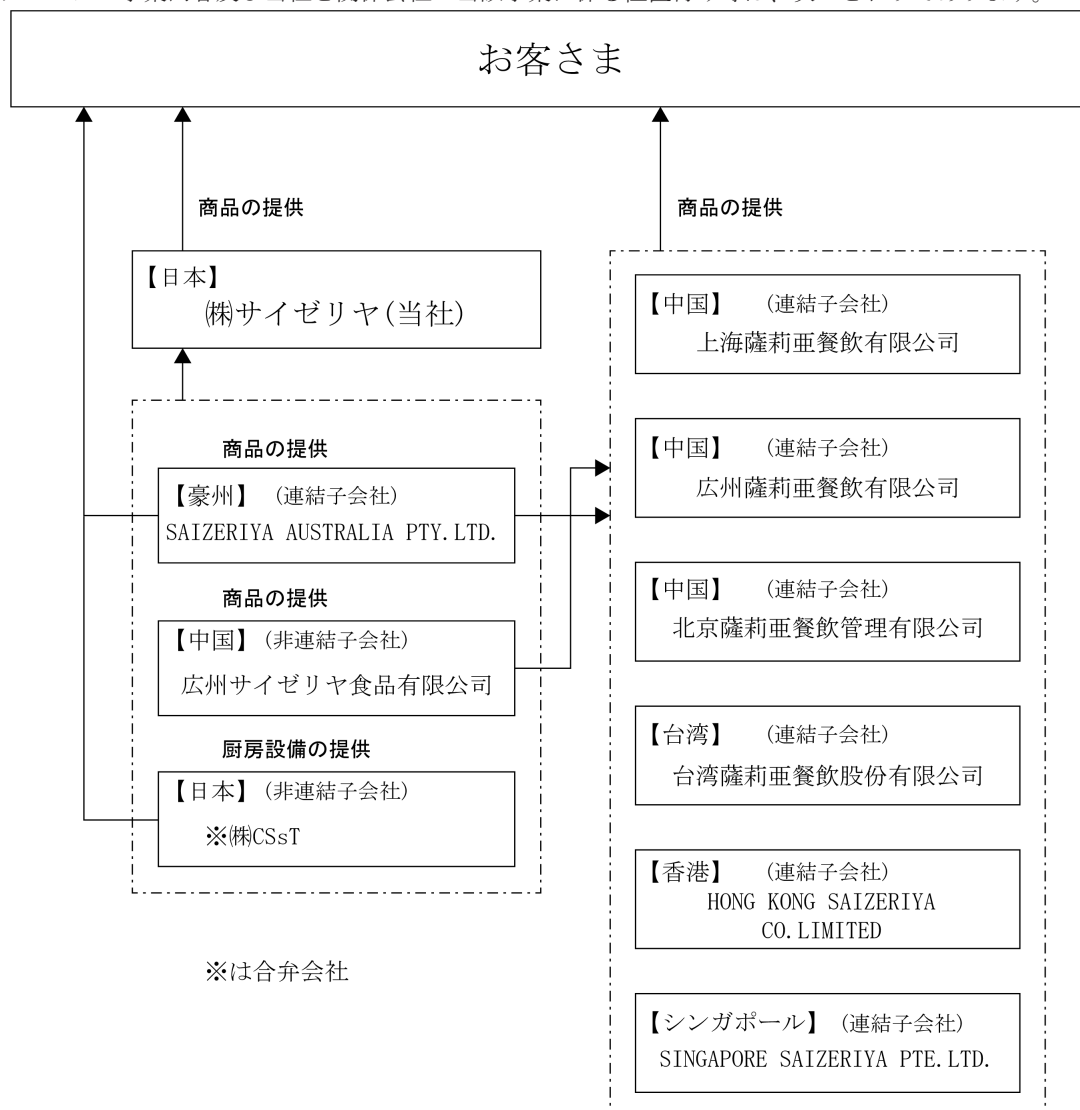 お客さま
商品の提供
商品の提供
【日本】
㈱サイゼリヤ(当社)
商品の提供
【豪州】 (連結子会社)
SAIZERIYA AUSTRALIA PTY.LTD.
商品の提供
【中国】(非連結子会社)
広州サイゼリヤ食品有限公司
厨房設備の提供
【日本】(非連結子会社)
※㈱CSsT
※は合弁会社
【中国】 (連結子会社)
上海薩莉亜餐飲有限公司
【中国】 (連結子会社)
広州薩莉亜餐飲有限公司
【中国】 (連結子会社)
北京薩莉亜餐飲管理有限公司
【台湾】 (連結子会社)
台湾薩莉亜餐飲股份有限公司
【香港】 (連結子会社)
HONG KONG SAIZERIYA
CO.LIMITED
【シンガポール】 (連結子会社)
SINGAPORE SAIZERIYA PTE.LTD.